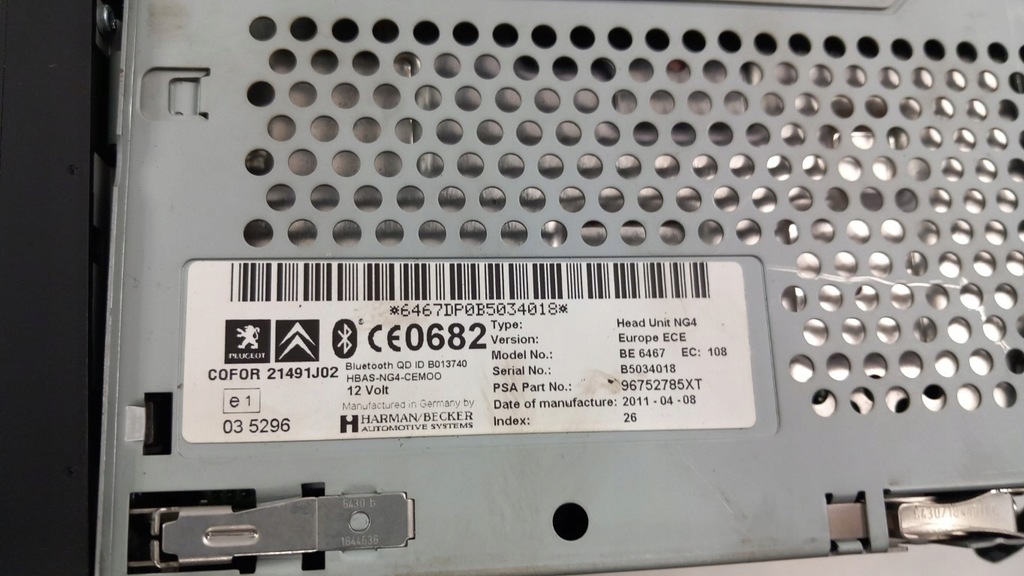 *6467DP0B5034018*
PEUGEOT
CE0682
COFOR 21491J02
Bluetooth QD ID B013740
HBAS-NG4-CEMOO
12 Volt
e1
03 5296
Manufactured in Germany by
HARMAN/BECKER
AUTOMOTIVE SYSTEMS
Type: Head Unit NG4
Version: Europe ECE
Model No.: BE 6467 EC: 108
Serial No.: B5034018
PSA Part No.: 96752785XT
Date of manufacture: 2011 - 04 - 08
Index: 26
6430 6
1844636